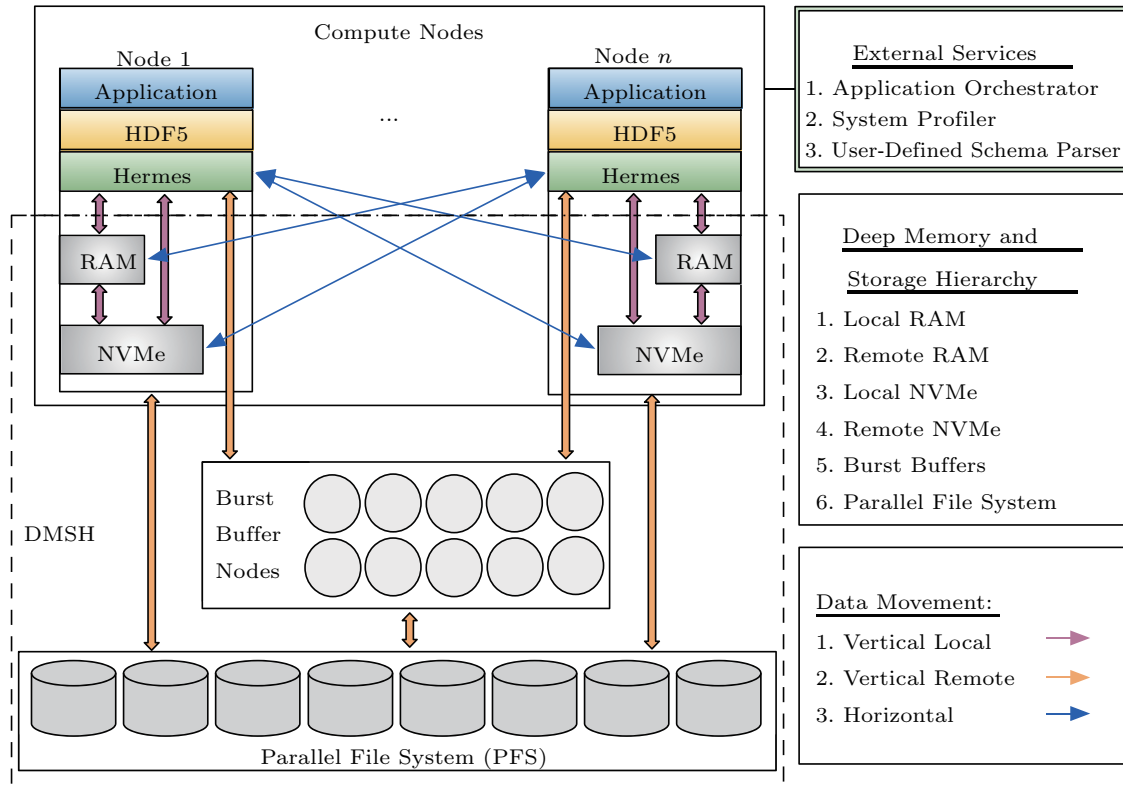 Compute Nodes
Node 1
Node n
Application
HDF5
Hermes
RAM
NVMe
...
Application
HDF5
Hermes
RAM
NVMe
Burst
Buffer
Nodes
DMSH
Parallel File System (PFS)
External Services
1. Application Orchestrator
2. System Profiler
3. User-Defined Schema Parser
Deep Memory and
Storage Hierarchy
1. Local RAM
2. Remote RAM
3. Local NVMe
4. Remote NVMe
5. Burst Buffers
6. Parallel File System
Data Movement:
1. Vertical Local
2. Vertical Remote
3. Horizontal